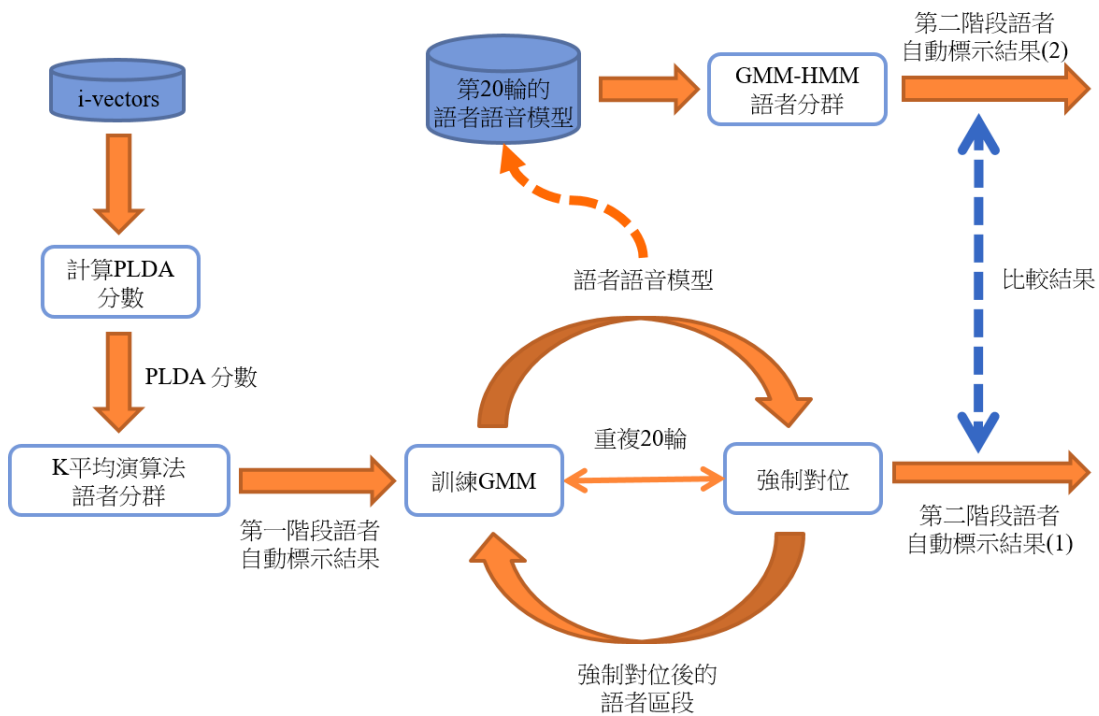 i-vectors
計算PLDA
分數
PLDA 分數
K平均演算法
語者分群
第一階段語者
自動標示結果
訓練GMM
重複20輪
強制對位
語者語音模型
強制對位後的
語者區段
第20輪的
語者語音模型
GMM-HMM
語者分群
第二階段語者
自動標示結果(2)
比較結果
第二階段語者
自動標示結果(1)